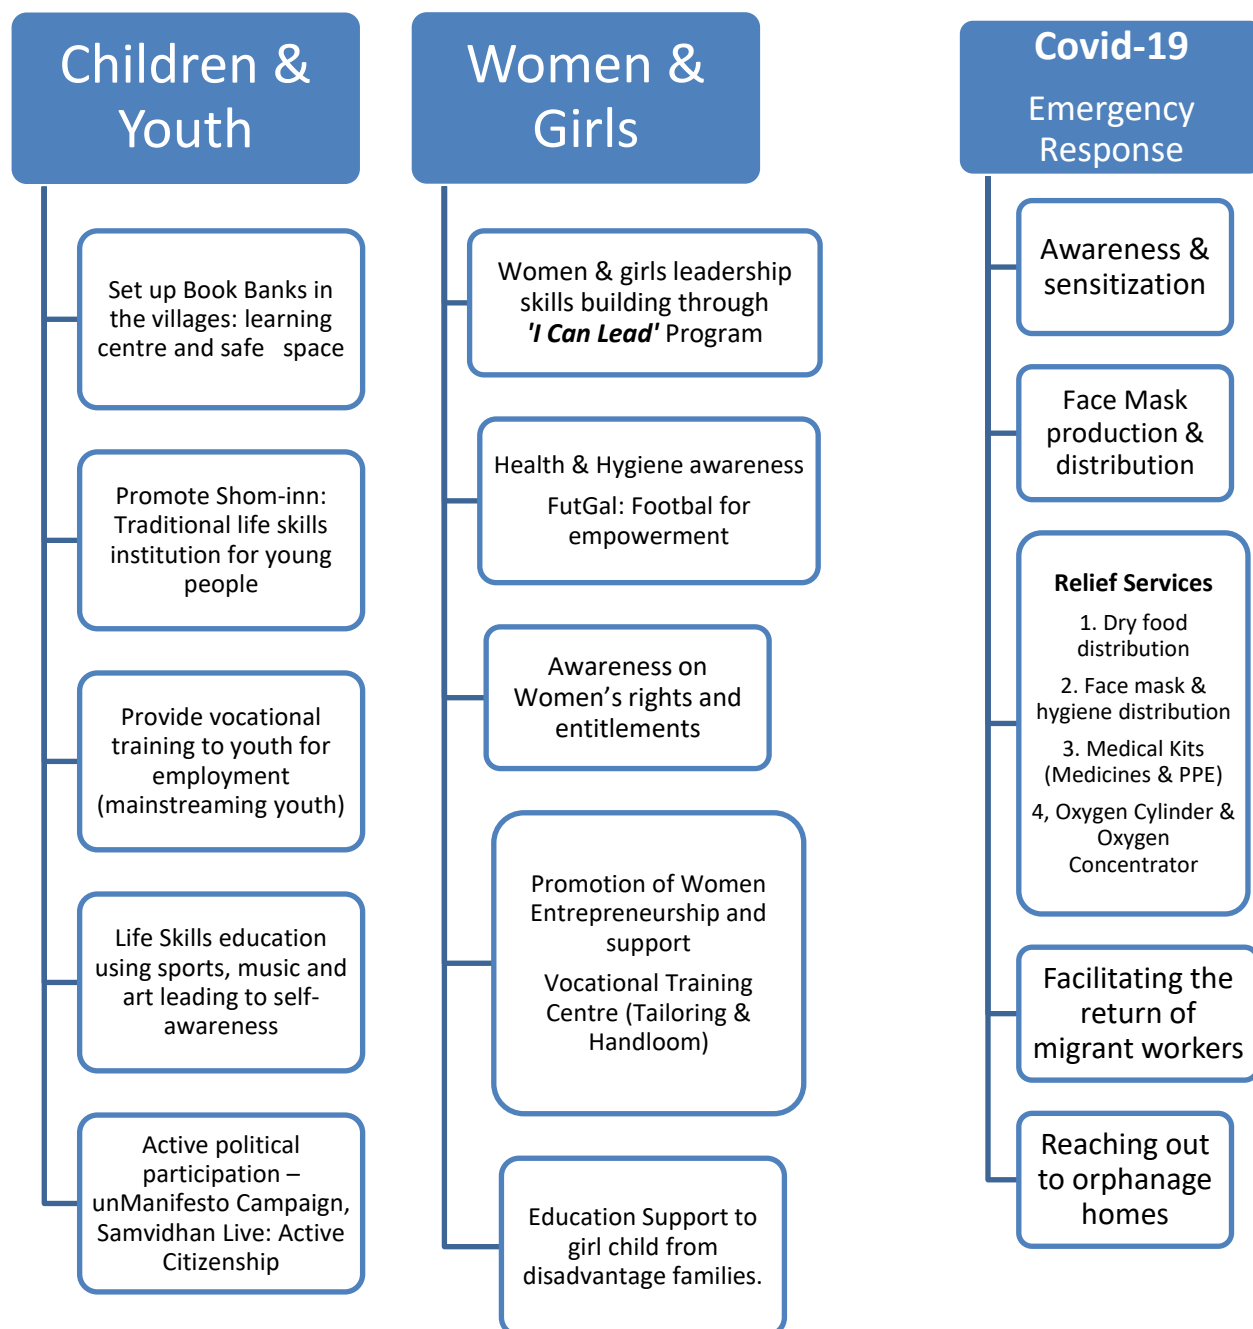 Children &
Youth
Set up Book Banks in
the villages: learning
centre and safe   space
Promote Shom-inn:
Traditional life skills
institution for young
people
Provide vocational
training to youth for
employment
(mainstreaming youth)
Life Skills education
using sports, music and
art leading to self-
awareness
Active political
participation –
unManifesto Campaign,
Samvidhan Live: Active
Citizenship
Women &
Girls
Women & girls leadership
skills building through
'I Can Lead' Program
Health & Hygiene awareness
FutGal: Footbal for
empowerment
Awareness on
Women’s rights and
entitlements
Promotion of Women
Entrepreneurship and
support
Vocational Training
Centre (Tailoring &
Handloom)
Education Support to
girl child from
disadvantage families.
Covid-19
Emergency
Response
Awareness &
sensitization
Face Mask
production &
distribution
Relief Services
1. Dry food
distribution
2. Face mask &
hygiene distribution
3. Medical Kits
(Medicines & PPE)
4, Oxygen Cylinder &
Oxygen
Concentrator
Facilitating the
return of
migrant workers
Reaching out
to orphanage
homes